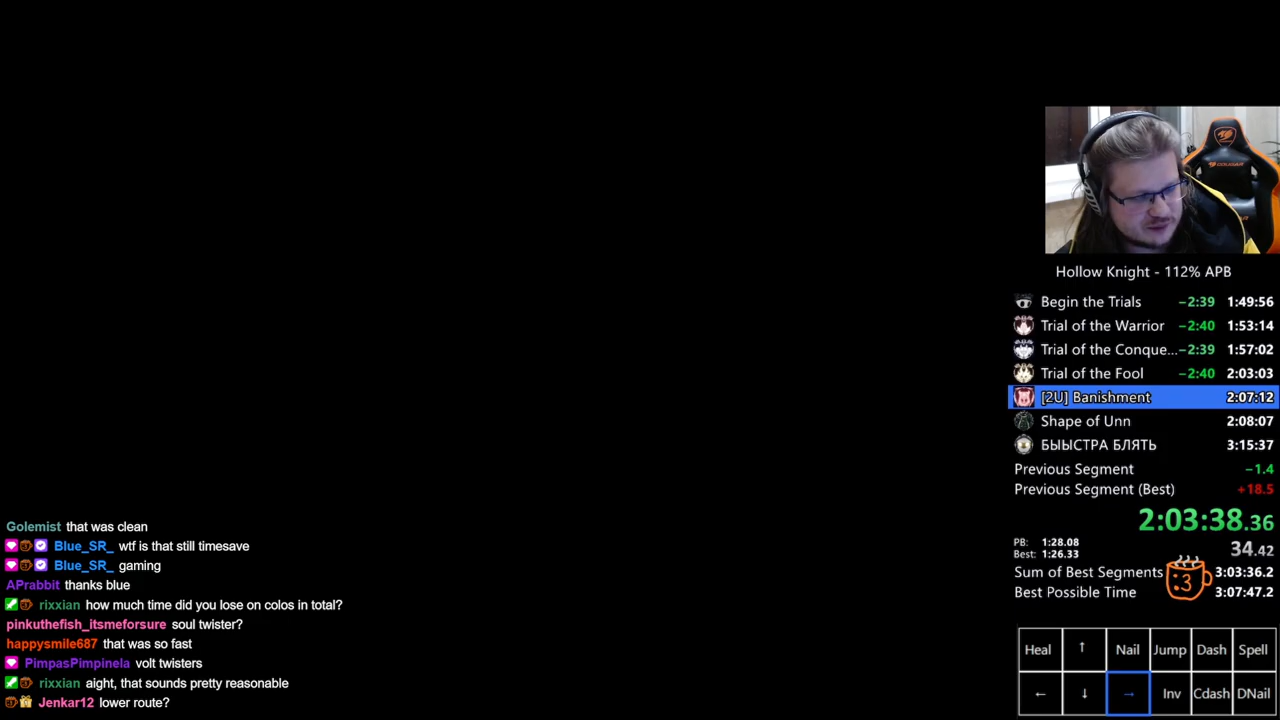 Hollow Knight - 112% APB
Begin the Trials -2:39 1:49:56
Trial of the Warrior -2:40 1:53:14
Trial of the Conque... -2:39 1:57:02
Trial of the Fool -2:40 2:03:03
[2U] Banishment 2:07:12
Shape of Unn 2:08:07
БЫЫСТРА БЛЯТЬ 3:15:37
Previous Segment -1.4
Previous Segment (Best) +18.5
2:03:38.36
PB: 1:28.08
Best: 1:26.33
34.42
Sum of Best Segments 3:03:36.2
Best Possible Time 3:07:47.2
:3
Heal ↑ Nail Jump Dash Spell
← ↓ → Inv Cdash DNail
Golemist that was clean
Blue_SR_ wtf is that still timesave
Blue_SR_ gaming
APrabbit thanks blue
rixxian how much time did you lose on colos in total?
pinkuthefish_itsmeforsure soul twister?
happysmile687 that was so fast
PimpasPimpinela volt twisters
rixxian aight, that sounds pretty reasonable
Jenkar12 lower route?